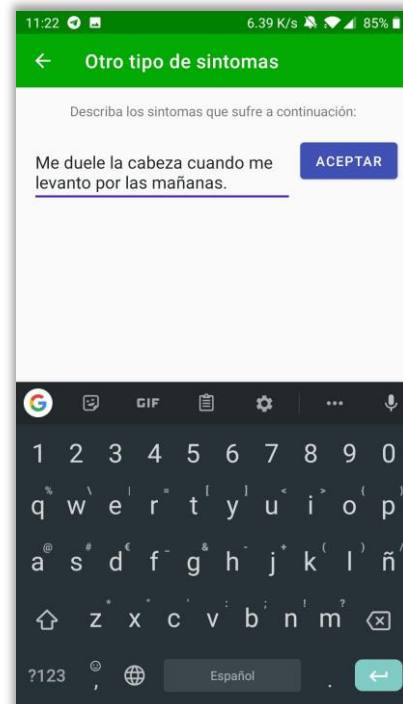 11:22 6.39 K/s 85%
Otro tipo de sintomas
Describa los sintomas que sufre a continuación:
Me duele la cabeza cuando me
levanto por las mañanas.
ACEPTAR
G GIF ...
1 2 3 4 5 6 7 8 9 0
% \ | = [ ] < > ( )
q w e r t y u i o p
@ # € - & - + ( ) /
a s d f g h j k l ñ
* " ' : ; ! ?
z x c v b n m
?123 , Español .